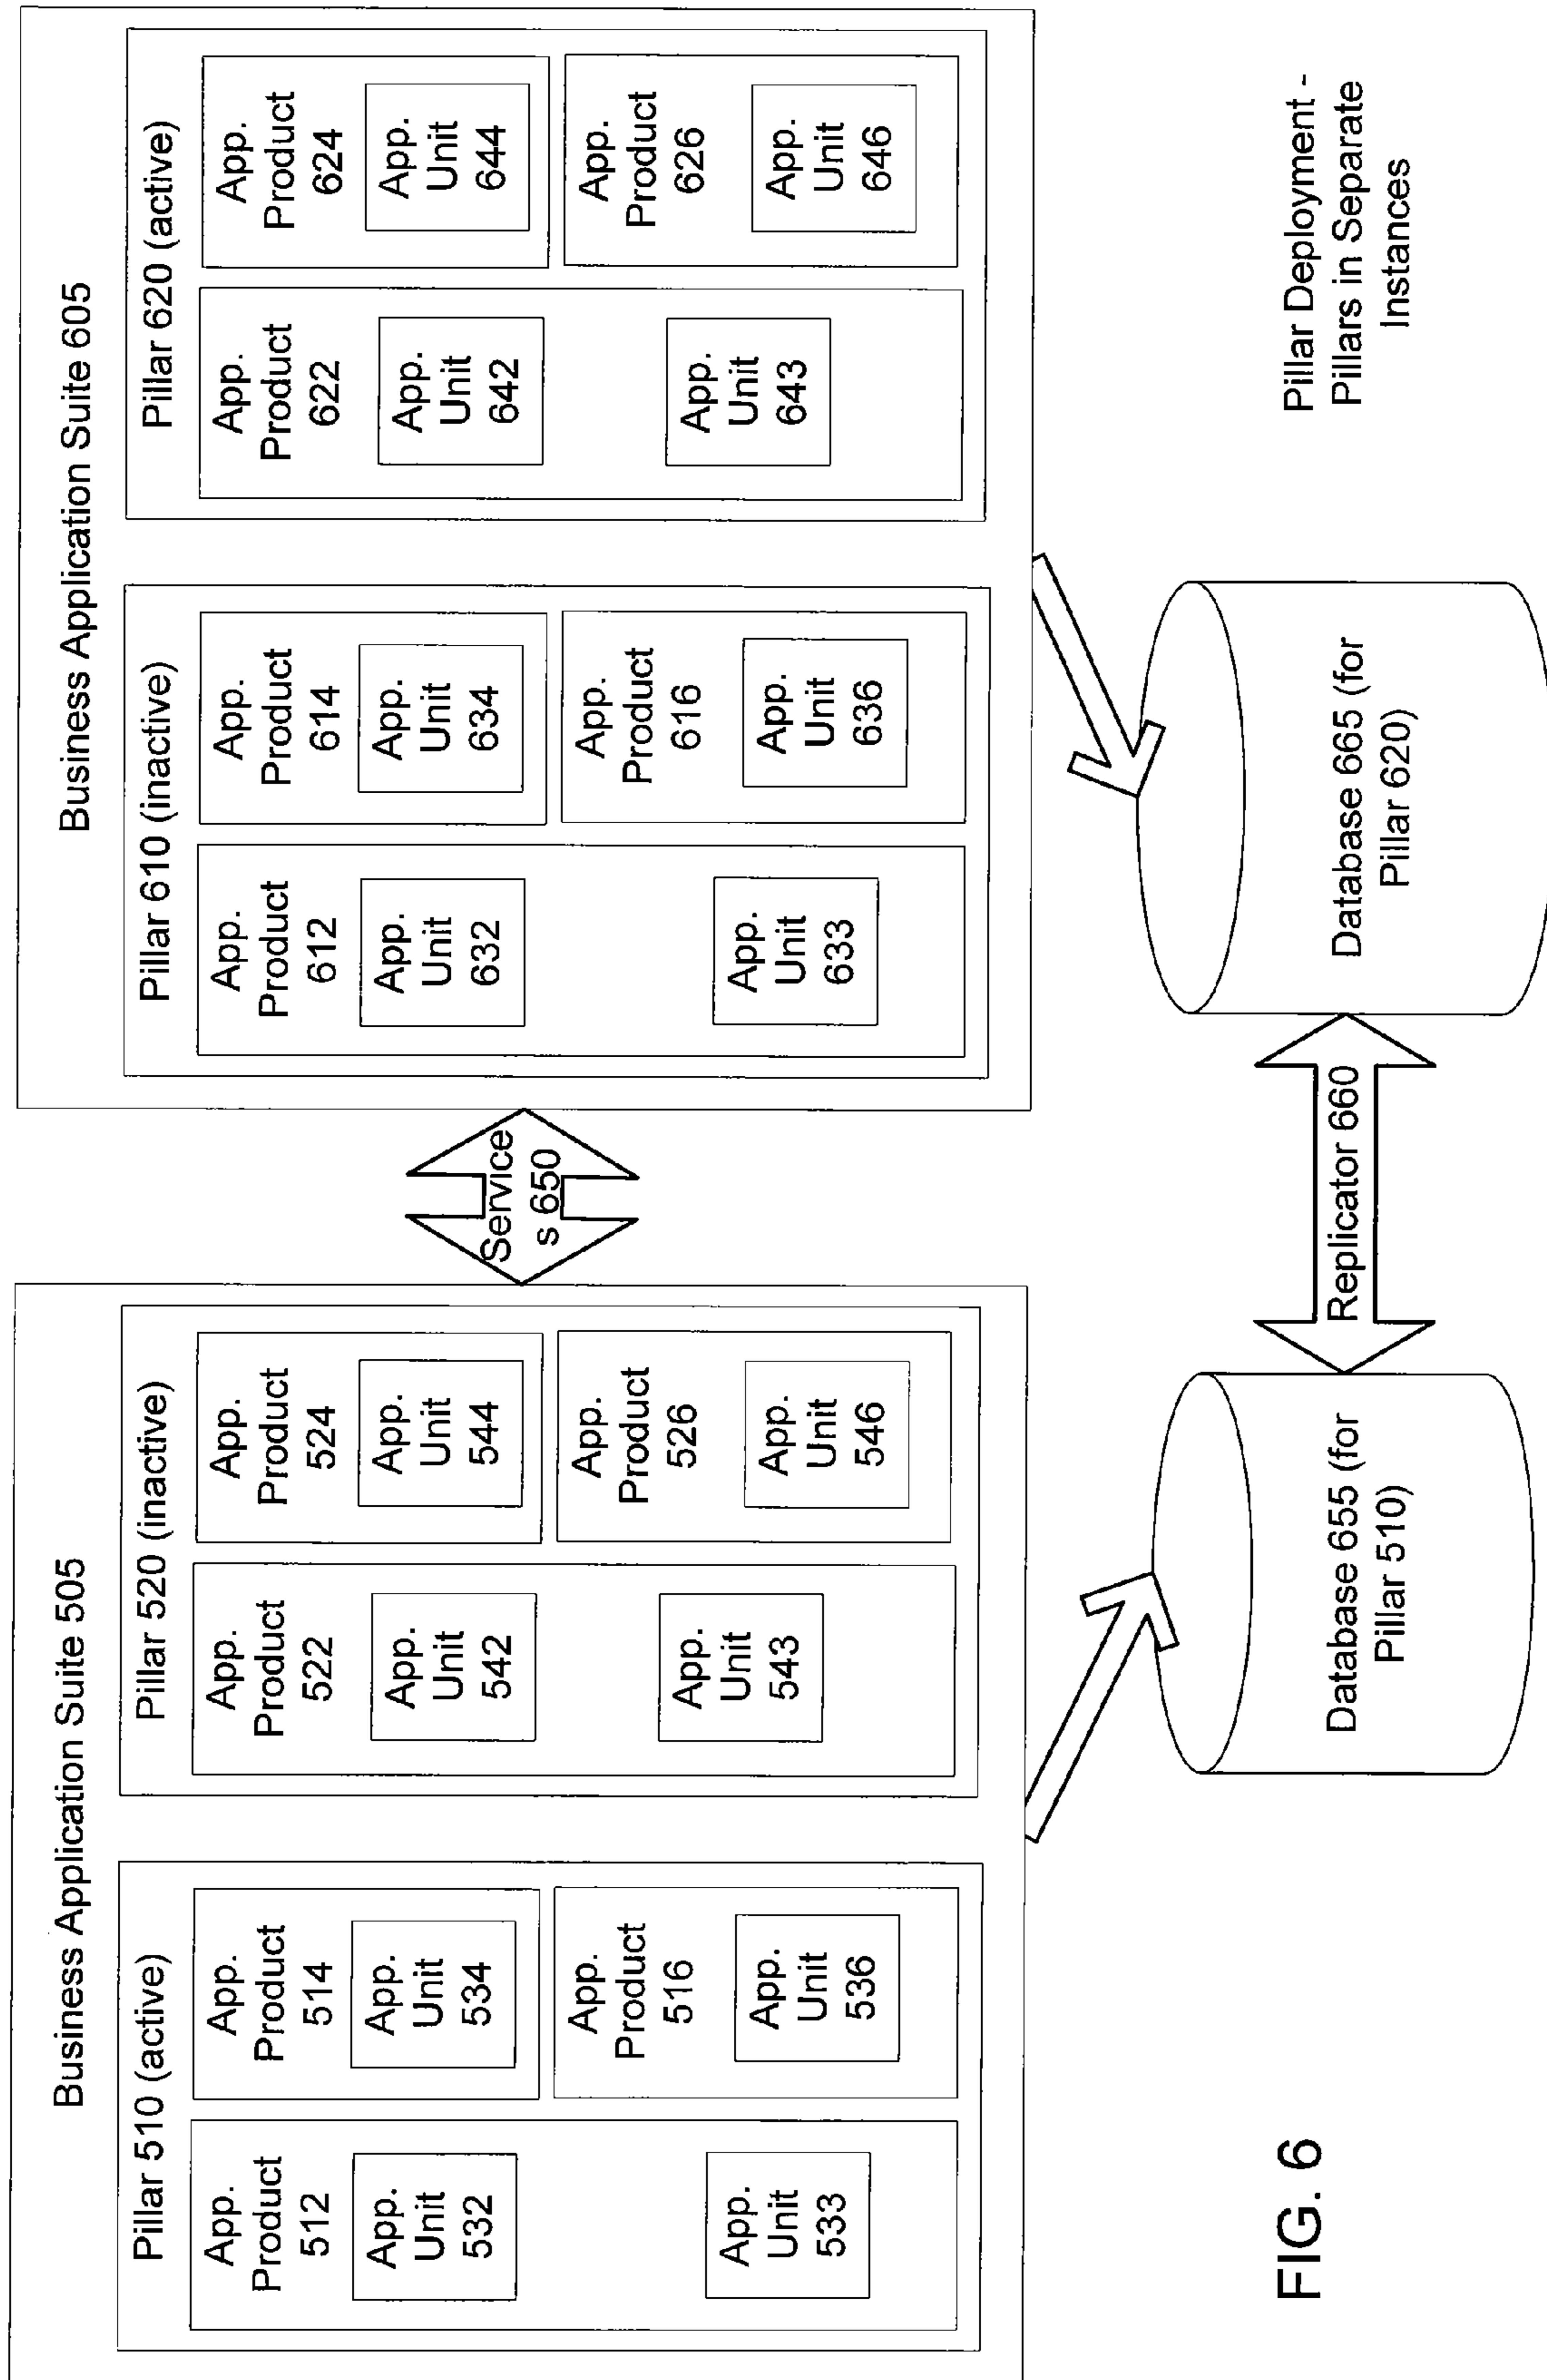 Business Application Suite 505
Pillar 510 (active)
App.
Product
512
App.
Unit
532
App.
Unit
533
App.
Product
514
App.
Unit
534
App.
Product
516
App.
Unit
536
Pillar 520 (inactive)
App.
Product
522
App.
Unit
542
App.
Unit
543
App.
Product
524
App.
Unit
544
App.
Product
526
App.
Unit
546
Service
s 650
Business Application Suite 605
Pillar 610 (inactive)
App.
Product
612
App.
Unit
632
App.
Unit
633
App.
Product
614
App.
Unit
634
App.
Product
616
App.
Unit
636
Pillar 620 (active)
App.
Product
622
App.
Unit
642
App.
Unit
643
App.
Product
624
App.
Unit
644
App.
Product
626
App.
Unit
646
Database 655 (for
Pillar 510)
Replicator 660
Database 665 (for
Pillar 620)
Pillar Deployment -
Pillars in Separate
Instances
FIG. 6